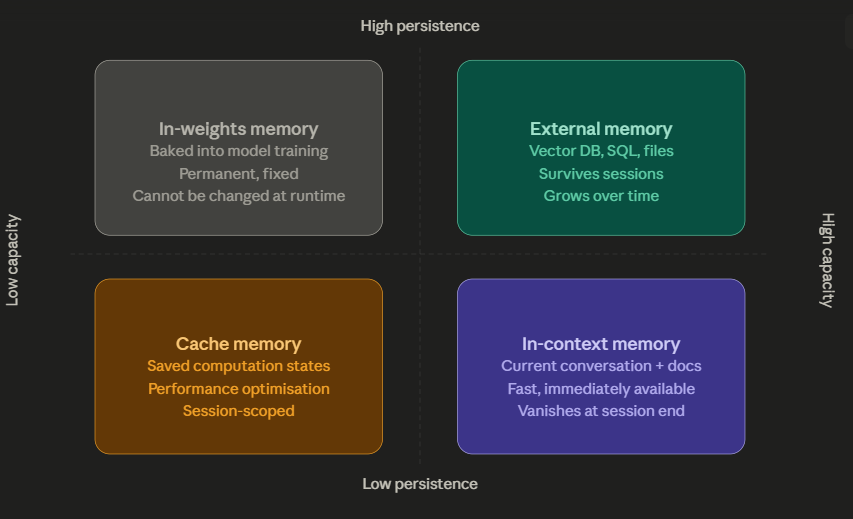 High persistence
In-weights memory
Baked into model training
Permanent, fixed
Cannot be changed at runtime
External memory
Vector DB, SQL, files
Survives sessions
Grows over time
Low capacity
High capacity
Cache memory
Saved computation states
Performance optimisation
Session-scoped
In-context memory
Current conversation + docs
Fast, immediately available
Vanishes at session end
Low persistence